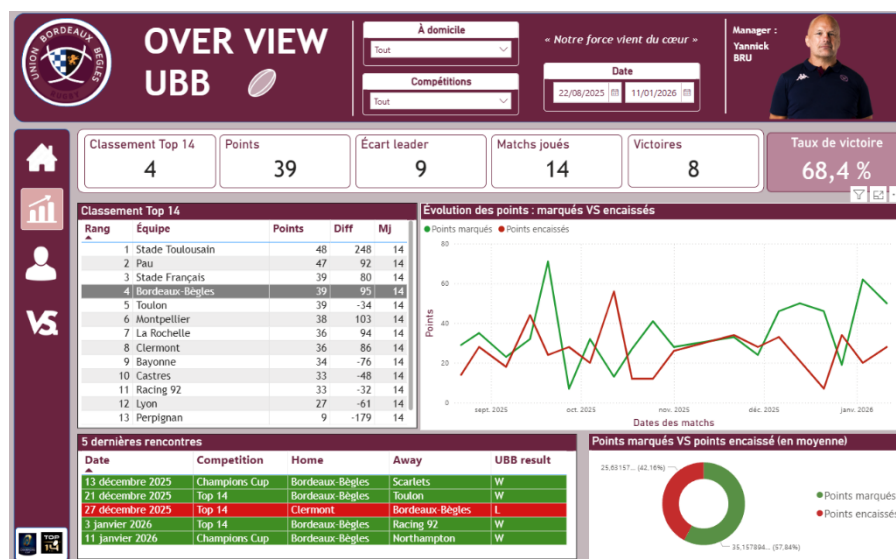 UNION BORDEAUX BÈGLES
RUGBY
OVER VIEW
UBB
À domicile
Tout
Compétitions
Tout
« Notre force vient du cœur »
Date
22/08/2025 11/01/2026
Manager :
Yannick
BRU
Classement Top 14
4
Points
39
Écart leader
9
Matchs joués
14
Victoires
8
Taux de victoire
68,4 %
VS.
Classement Top 14
Rang Équipe Points Diff Mj
1 Stade Toulousain 48 248 14
2 Pau 47 92 14
3 Stade Français 39 80 14
4 Bordeaux-Bègles 39 95 14
5 Toulon 39 -34 14
6 Montpellier 38 103 14
7 La Rochelle 36 94 14
8 Clermont 36 86 14
9 Bayonne 34 -76 14
10 Castres 33 -48 14
11 Racing 92 33 -32 14
12 Lyon 27 -61 14
13 Perpignan 9 -179 14
Évolution des points : marqués VS encaissés
Points marqués Points encaissés
80
60
40
20
0
Points
sept. 2025 oct. 2025 nov. 2025 déc. 2025 janv. 2026
Dates des matchs
5 dernières rencontres
Date Competition Home Away UBB result
13 décembre 2025 Champions Cup Bordeaux-Bègles Scarlets W
21 décembre 2025 Top 14 Bordeaux-Bègles Toulon W
27 décembre 2025 Top 14 Clermont Bordeaux-Bègles L
3 janvier 2026 Top 14 Bordeaux-Bègles Racing 92 W
11 janvier 2026 Champions Cup Bordeaux-Bègles Northampton W
Points marqués VS points encaissé (en moyenne)
25,63157... (42,16%)
35,157894... (57,84%)
Points marqués
Points encaissés
TOP
14